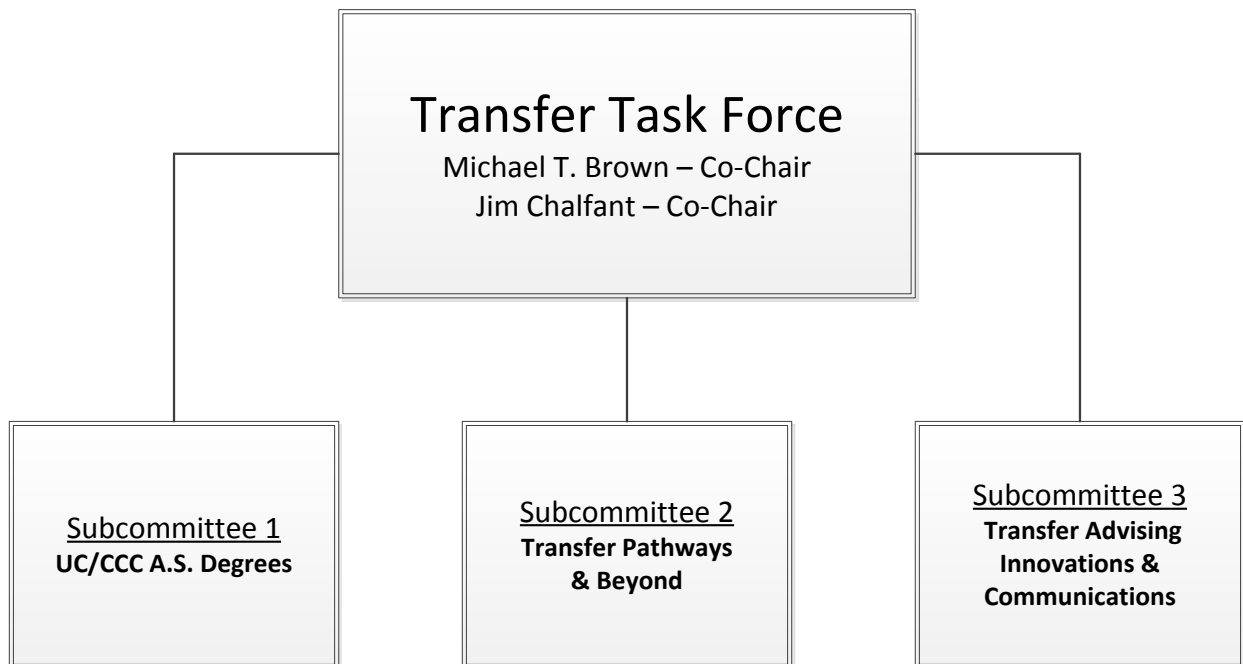 Transfer Task Force
Michael T. Brown – Co-Chair
Jim Chalfant – Co-Chair
Subcommittee 1
UC/CCC A.S. Degrees
Subcommittee 2
Transfer Pathways
& Beyond
Subcommittee 3
Transfer Advising
Innovations &
Communications